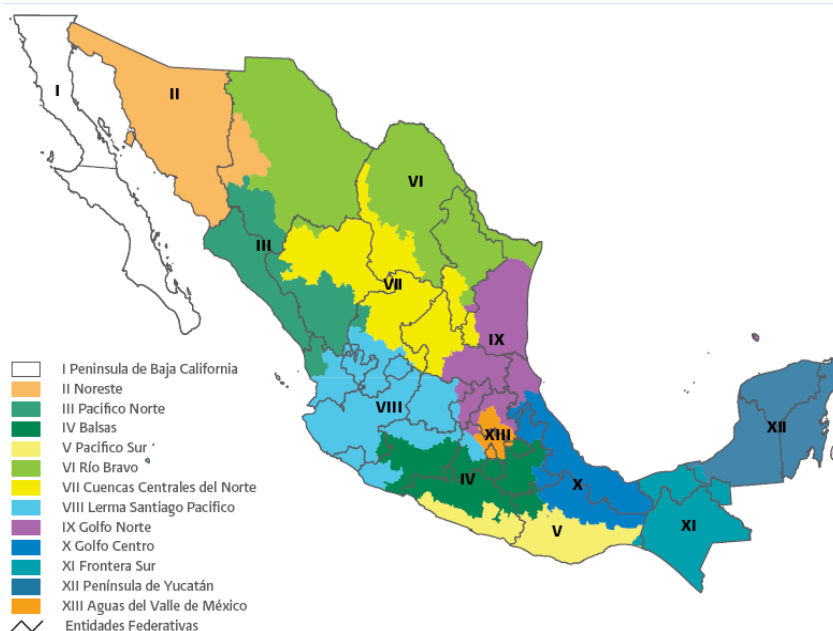 I
II
VI
III
VII
IX
VIII
XIII
XII
IV
X
V
XI
I Peninsula de Baja California
II Noreste
III Pacífico Norte
IV Balsas
V Pacífico Sur
VI Río Bravo
VII Cuencas Centrales del Norte
VIII Lerma Santiago Pacífico
IX Golfo Norte
X Golfo Centro
XI Frontera Sur
XII Península de Yucatán
XIII Aguas del Valle de México
Entidades Federativas